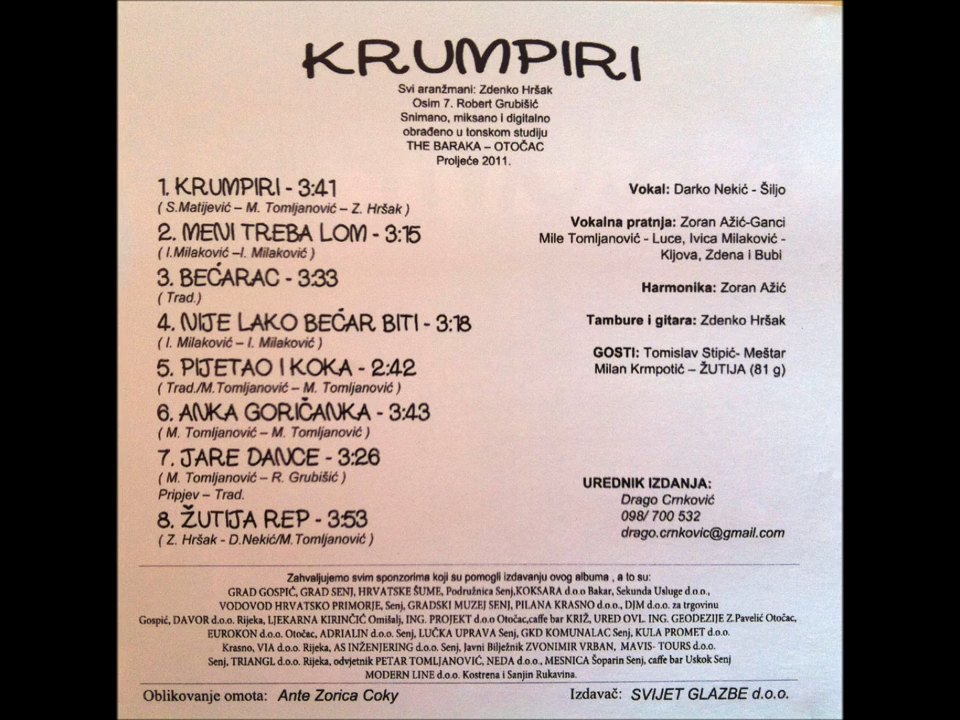 KRUMPIRI
Svi aranžmani: Zdenko Hršak
Osim 7. Robert Grubišić
Snimano, miksano i digitalno
obrađeno u tonskom studiju
THE BARAKA – OTOČAC
Proljeće 2011.
1. KRUMPIRI - 3:41
( S.Matijević – M. Tomljanović – Z. Hršak )
2. MENI TREBA LOM - 3:15
( I.Milaković –I. Milaković )
3. BEĆARAC - 3:33
( Trad.)
4. NIJE LAKO BEĆAR BITI - 3:18
( I. Milaković – I. Milaković )
5. PIJETAO I KOKA - 2:42
( Trad./M.Tomljanović – M. Tomljanović )
6. ANKA GORIČANKA - 3:43
( M. Tomljanović – M. Tomljanović )
7. JARE DANCE - 3:26
( M. Tomljanović – R. Grubišić )
Pripjev – Trad.
8. ŽUTIJA REP - 3:53
( Z. Hršak - D.Nekić/M.Tomljanović )
Vokal: Darko Nekić - Šiljo
Vokalna pratnja: Zoran Ažić-Ganci
Mile Tomljanović - Luce, Ivica Milaković -
Kljova, Zdena i Bubi
Harmonika: Zoran Ažić
Tambure i gitara: Zdenko Hršak
GOSTI: Tomislav Stipić- Meštar
Milan Krmpotić – ŽUTIJA (81 g)
UREDNIK IZDANJA:
Drago Crnković
098/ 700 532
drago.crnkovic@gmail.com
Zahvaljujemo svim sponzorima koji su pomogli izdavanju ovog albuma , a to su:
GRAD GOSPIĆ, GRAD SENJ, HRVATSKE ŠUME, Podružnica Senj,KOKSARA d.o.o Bakar, Sekunda Usluge d.o.o.,
VODOVOD HRVATSKO PRIMORJE, Senj, GRADSKI MUZEJ SENJ, PILANA KRASNO d.o.o., DJM d.o.o. za trgovinu
Gospić, DAVOR d.o.o. Rijeka, LJEKARNA KIRINČIĆ Omišalj, ING. PROJEKT d.o.o Otočac,caffe bar KRIŽ, URED OVL. ING. GEODEZIJE Z.Pavelić Otočac,
EUROKON d.o.o. Otočac, ADRIALIN d.o.o. Senj, LUČKA UPRAVA Senj, GKD KOMUNALAC Senj, KULA PROMET d.o.o.
Krasno, VIA d.o.o. Rijeka, AS INŽENJERING d.o.o. Senj, Javni Bilježnik ZVONIMIR VRBAN, MAVIS- TOURS d.o.o.
Senj, TRIANGL d.o.o. Rijeka, odvjetnik PETAR TOMLJANOVIĆ, NEDA d.o.o., MESNICA Šoparin Senj, caffe bar Uskok Senj
MODERN LINE d.o.o. Kostrena i Sanjin Rukavina.
Oblikovanje omota: Ante Zorica Coky
Izdavač: SVIJET GLAZBE d.o.o.